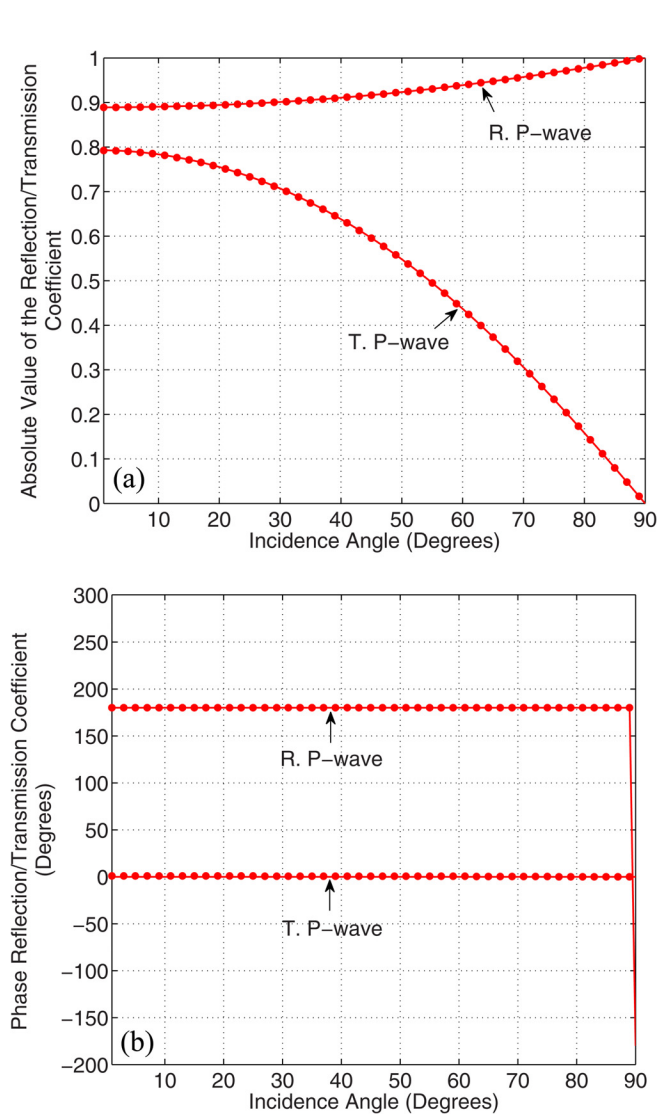 1
0.9
0.8
0.7
0.6
0.5
0.4
0.3
0.2
0.1
0
Absolute Value of the Reflection/Transmission
Coefficient
R. P−wave
T. P−wave
(a)
10 20 30 40 50 60 70 80 90
Incidence Angle (Degrees)
300
250
200
150
100
50
0
−50
−100
−150
−200
Phase Reflection/Transmission Coefficient
(Degrees)
R. P−wave
T. P−wave
(b)
10 20 30 40 50 60 70 80 90
Incidence Angle (Degrees)